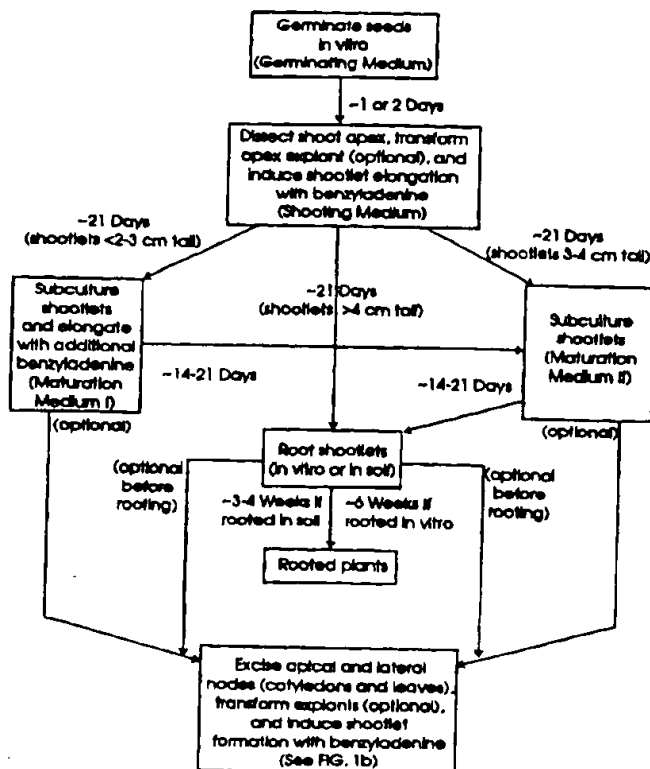 Germinate seeds
in vitro
(Germinating Medium)
~1 or 2 Days
Dissect shoot apex, transform
apex explant (optional), and
induce shootlet elongation
with benzyladenine
(Shooting Medium)
~21 Days
(shootlets <2-3 cm tall)
~21 Days
(shootlets >4 cm tall)
~21 Days
(shootlets 3-4 cm tall)
Subculture
shootlets
and elongate
with additional
benzyladenine
(Maturation
Medium I)
(optional)
Subculture
shootlets
(Maturation
Medium II)
(optional)
~14-21 Days
~14-21 Days
Root shootlets
(in vitro or in soil)
(optional
before
rooting)
(optional
before
rooting)
~3-4 Weeks if
rooted in soil
~6 Weeks if
rooted in vitro
Rooted plants
Excise apical and lateral
nodes (cotyledons and leaves),
transform explants (optional),
and induce shootlet
formation with benzyladenine
(See FIG. 1b)